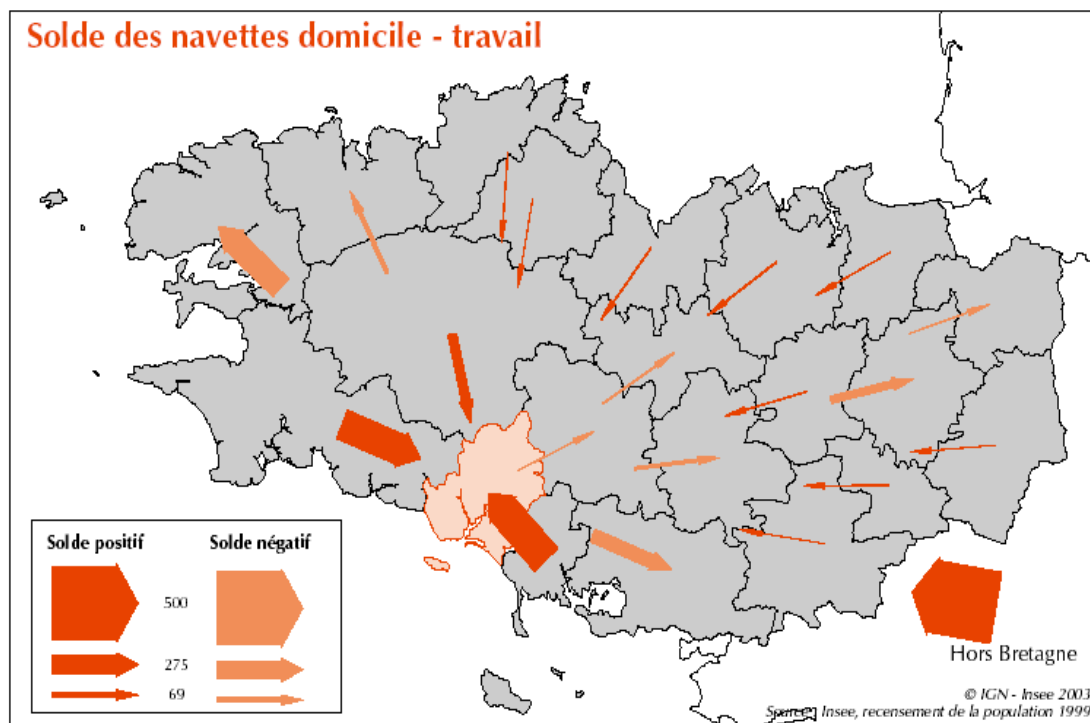 Solde des navettes domicile - travail
Solde positif
Solde négatif
500
275
69
Hors Bretagne
© IGN - Insee 2003
Source : Insee, recensement de la population 1999